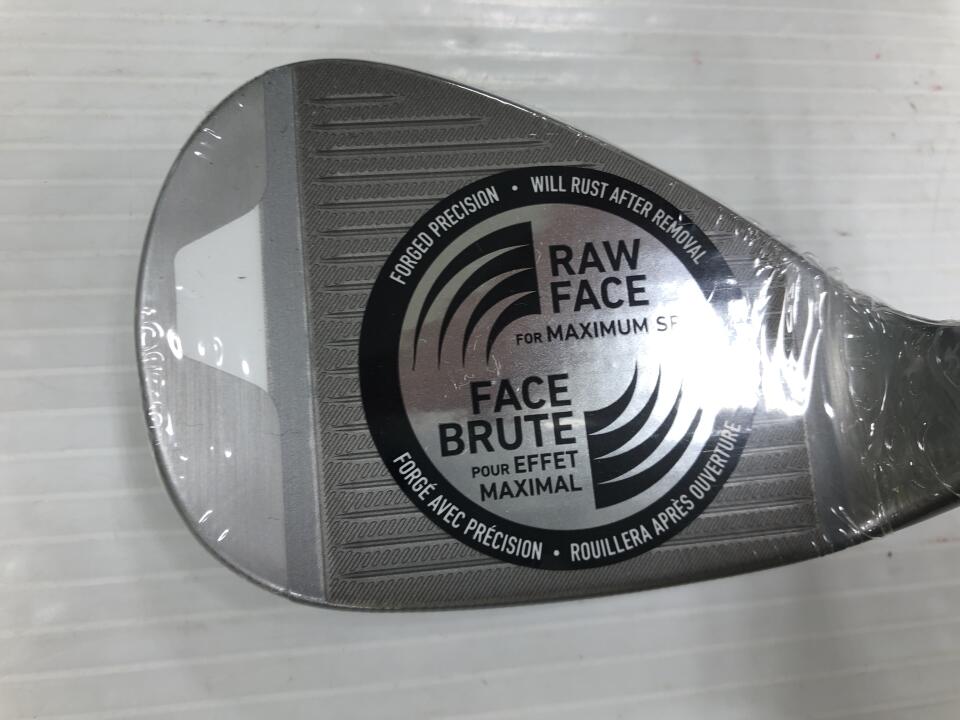 FORGED PRECISION • WILL RUST AFTER REMOVAL
RAW
FACE
FOR MAXIMUM
FACE
BRUTE
POUR EFFET
MAXIMAL
FORGÉ AVEC PRÉCISION • ROUILLERA APRÈS OUVERTURE